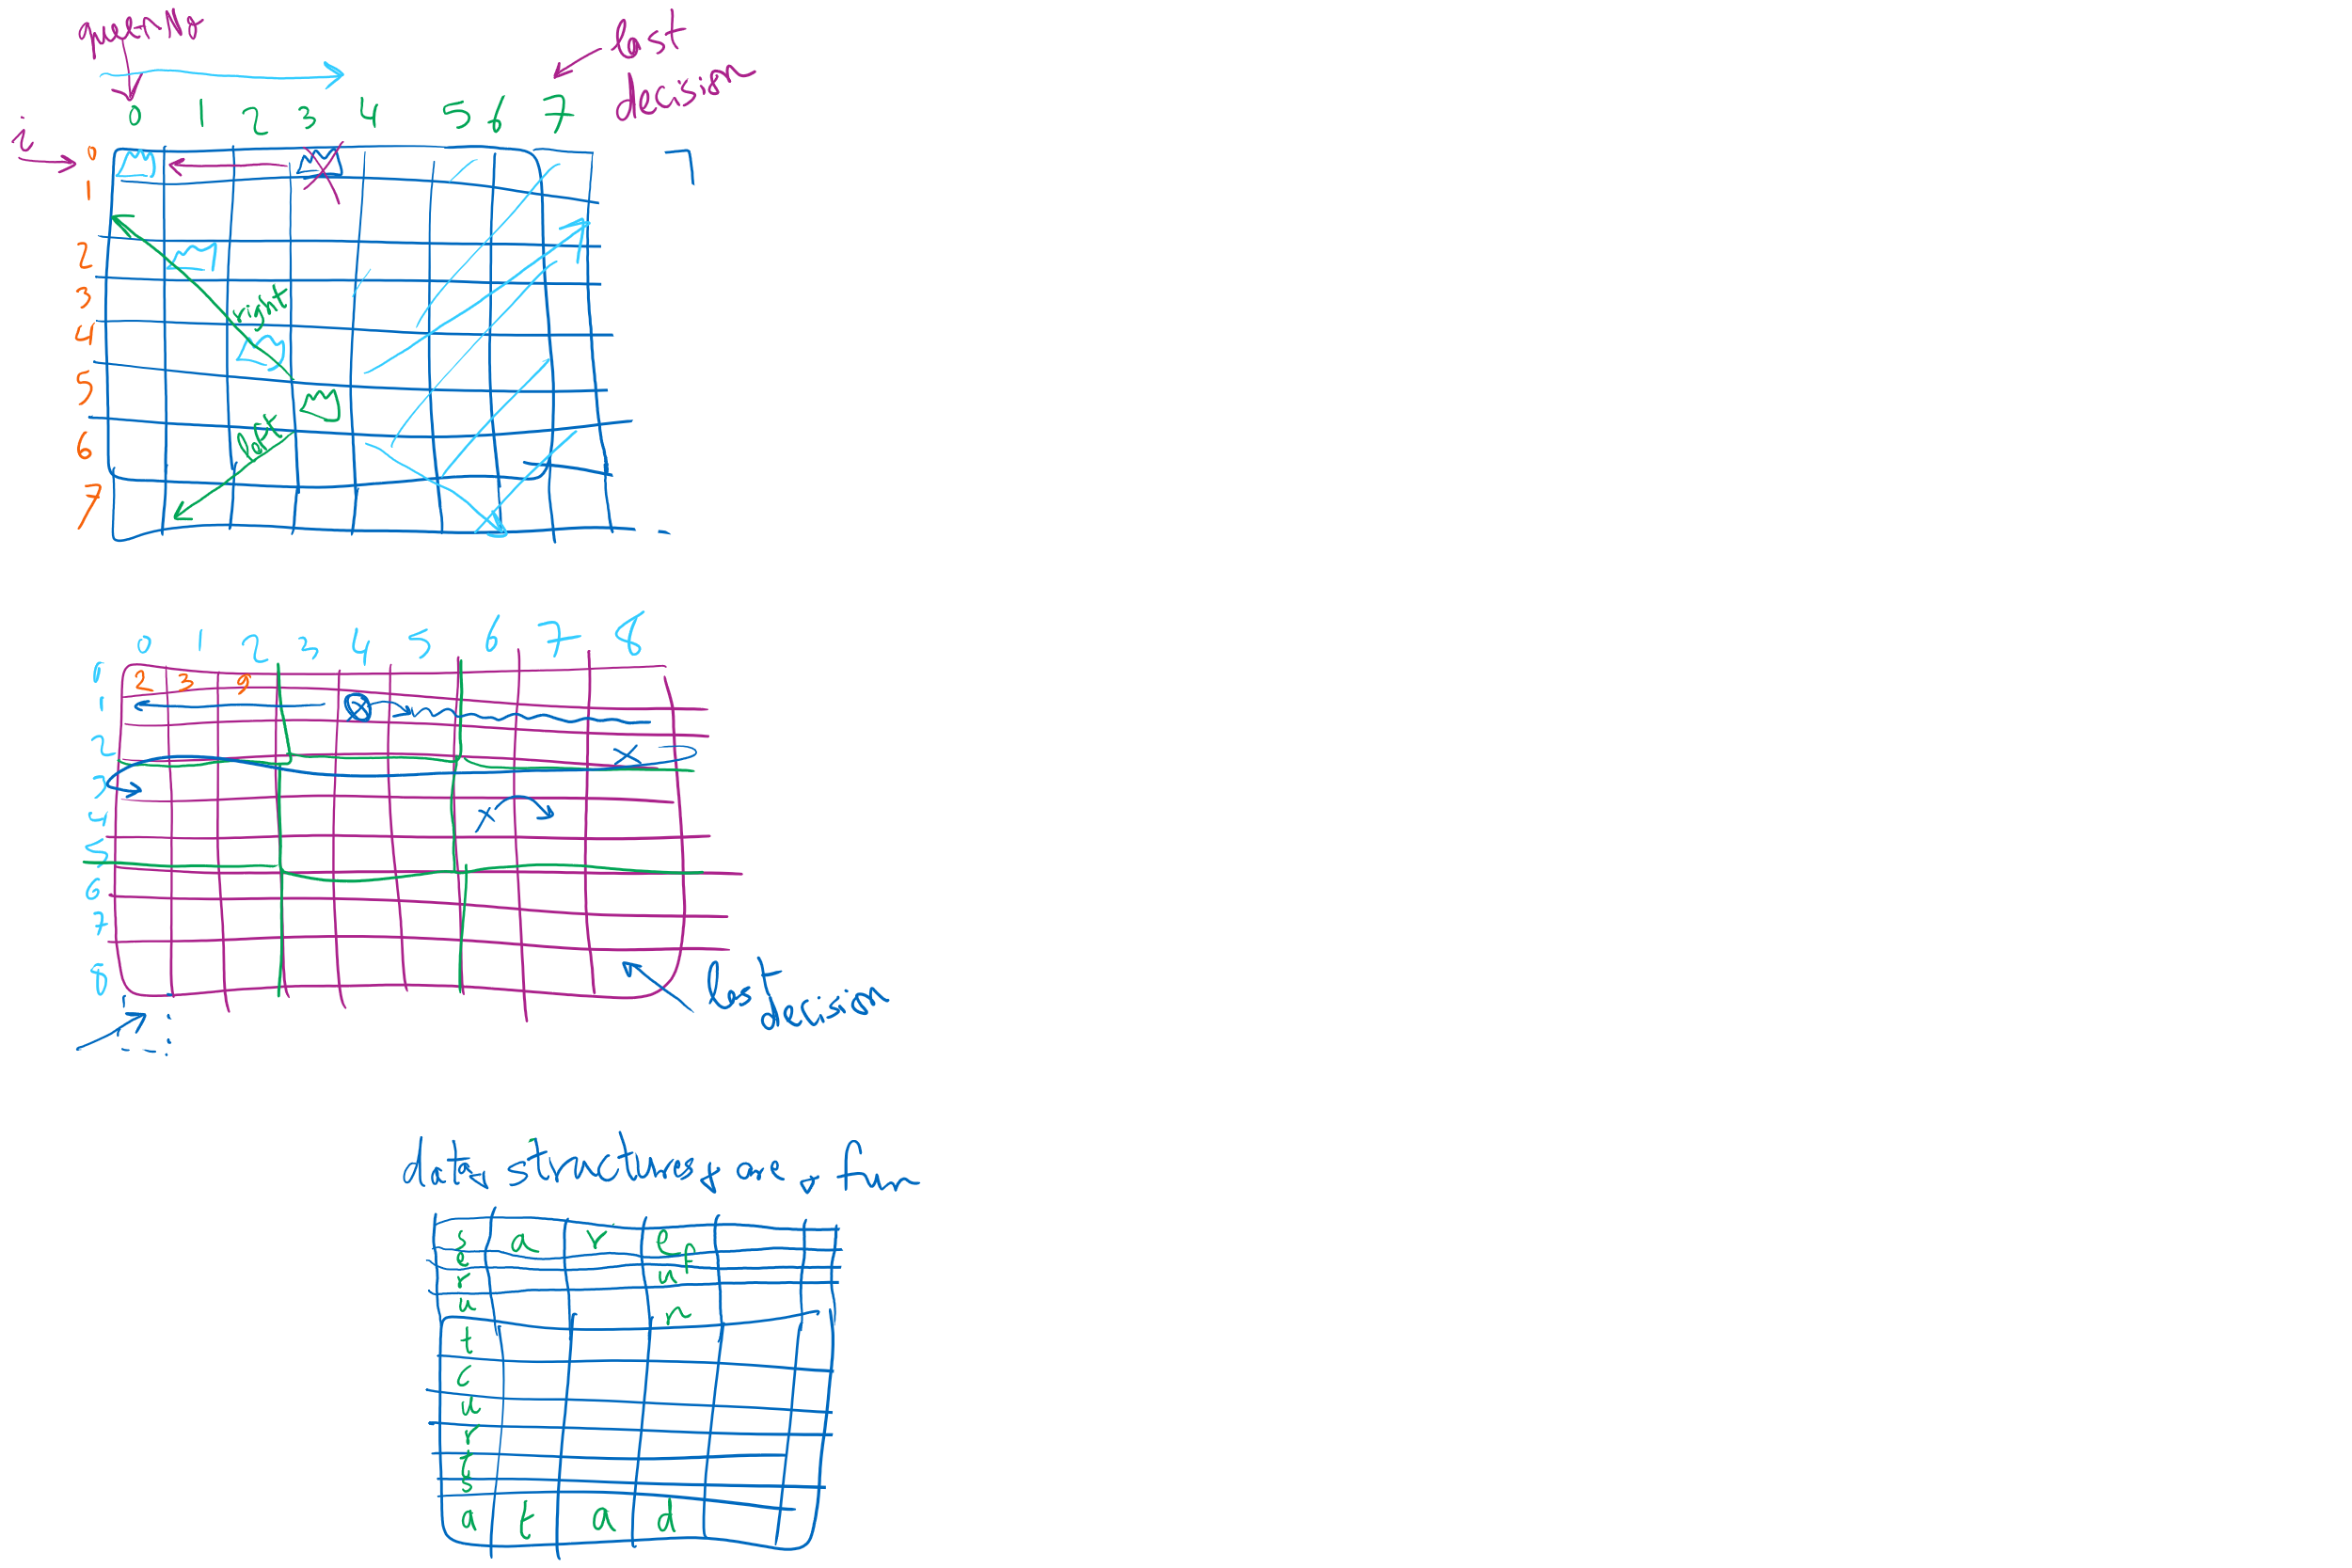 queenNo
last
decision
0 1 2 3 4 5 6 7
i
0
1
2
3
4
5
6
7
right
left
0 1 2 3 4 5 6 7 8
0
1
2
3
4
5
6
7
8
2 3 9
last
decision
data structures are fun
s a v e
e f
r u
u n
t
c
u
r
t
s
a t a d